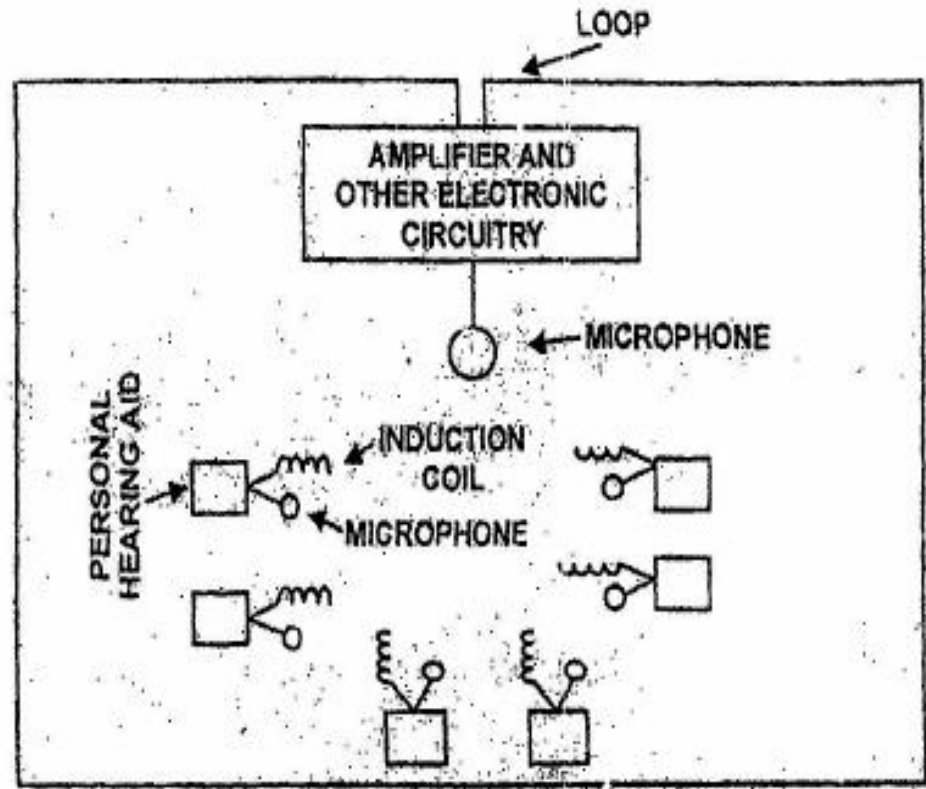 LOOP
AMPLIFIER AND
OTHER ELECTRONIC
CIRCUITRY
MICROPHONE
PERSONAL
HEARING AID
INDUCTION
COIL
MICROPHONE